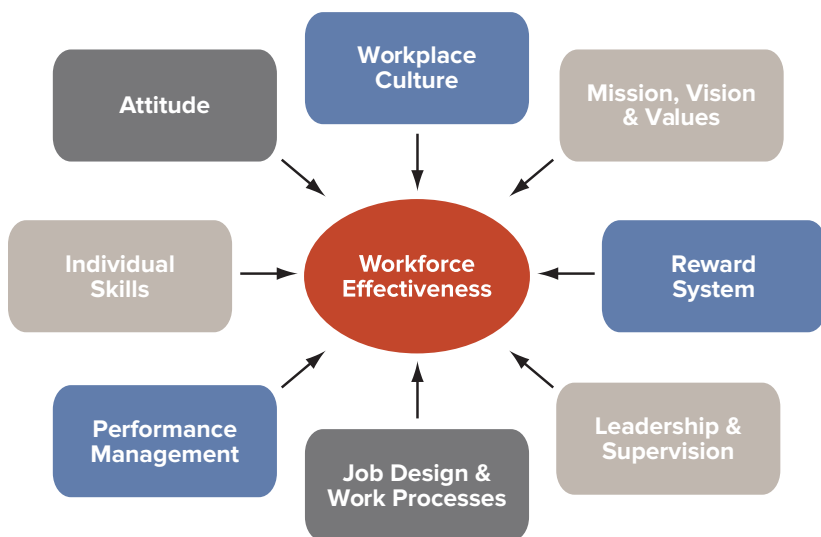 Workplace
Culture
Attitude
Mission, Vision
& Values
Individual
Skills
Workforce
Effectiveness
Reward
System
Performance
Management
Job Design &
Work Processes
Leadership &
Supervision